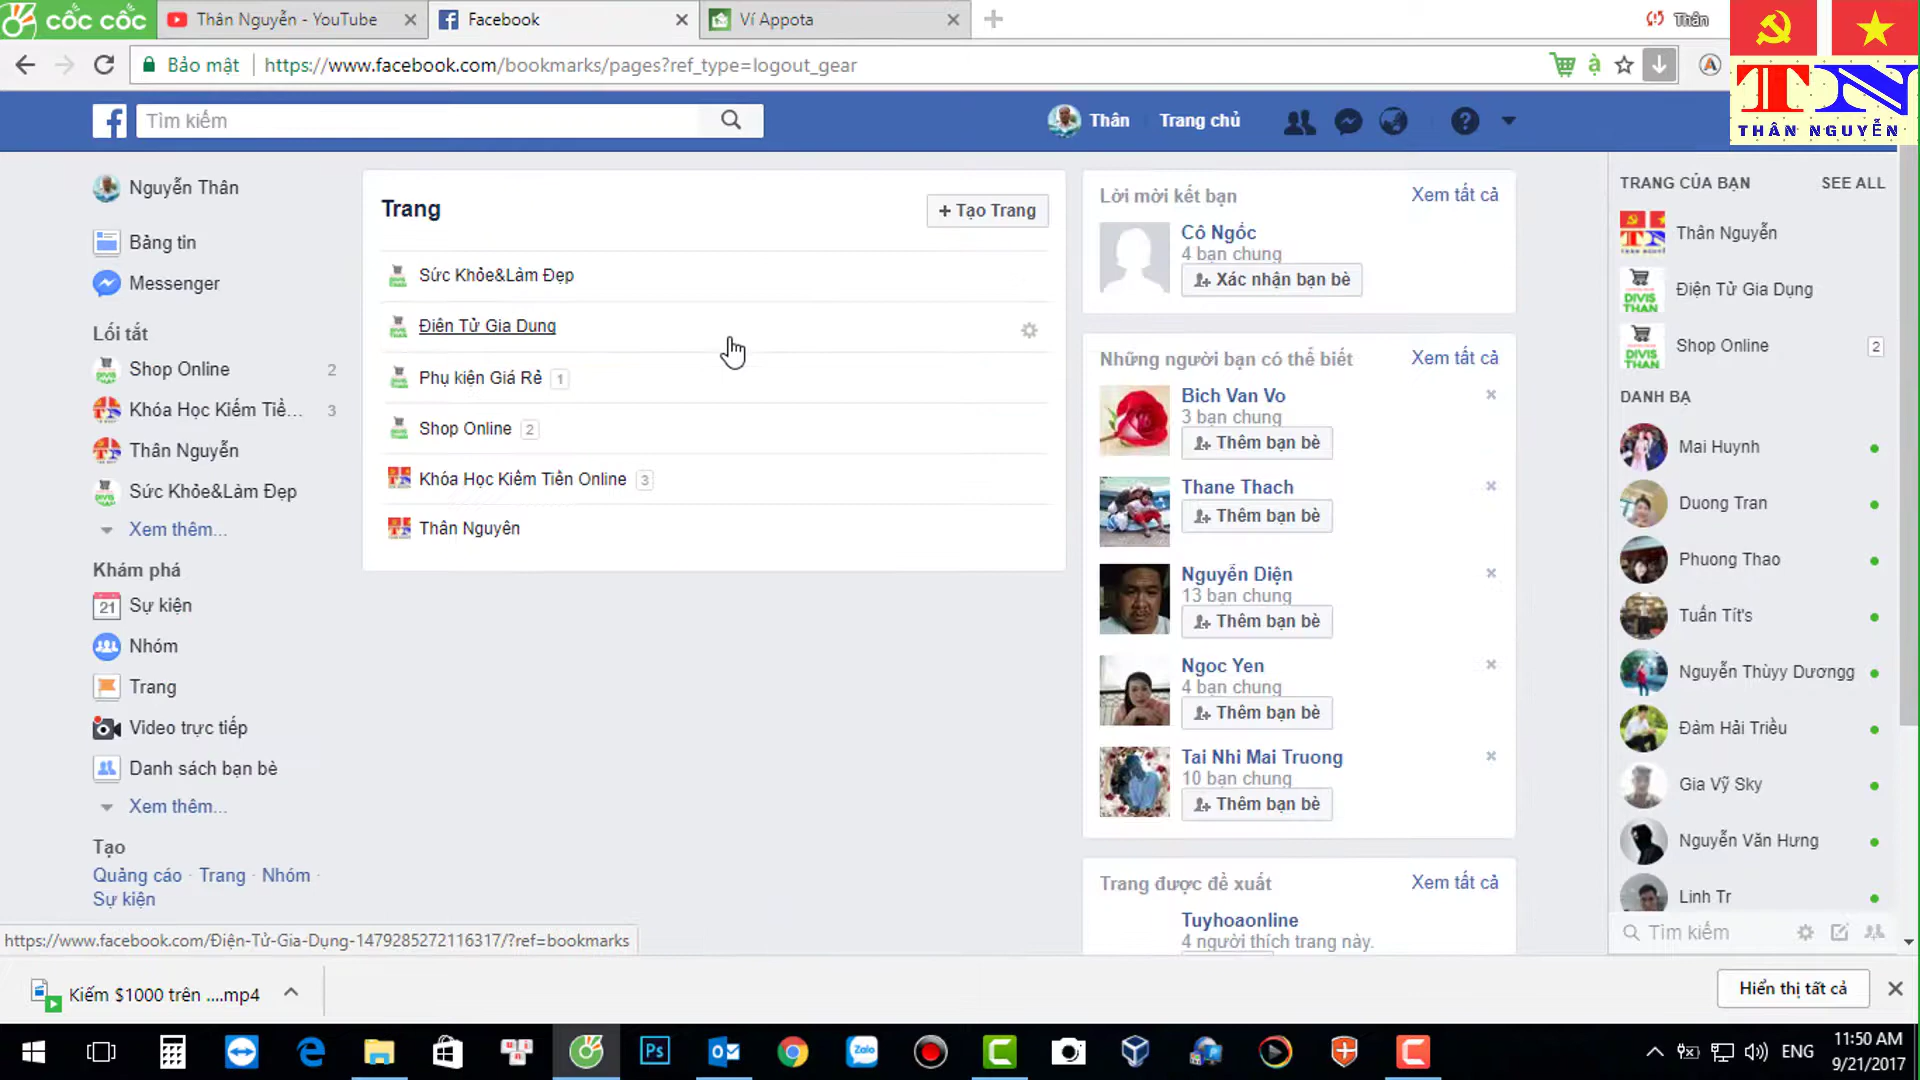 cốc cốc
Thân Nguyễn - YouTube
Facebook
Ví Appota
Thân
Bảo mật
https://www.facebook.com/bookmarks/pages?ref_type=logout_gear
TN
THÂN NGUYỄN
Tìm kiếm
Thân
Trang chủ
Nguyễn Thân
Bảng tin
Messenger
Lối tắt
Shop Online 2
Khóa Học Kiếm Tiề... 3
Thân Nguyễn
Sức Khỏe&Làm Đẹp
Xem thêm...
Khám phá
21 Sự kiện
Nhóm
Trang
Video trực tiếp
Danh sách bạn bè
Xem thêm...
Tạo
Quảng cáo · Trang · Nhóm ·
Sự kiện
Trang
+ Tạo Trang
Sức Khỏe&Làm Đẹp
Điện Tử Gia Dụng
Phụ kiện Giá Rẻ 1
Shop Online 2
Khóa Học Kiếm Tiền Online 3
Thân Nguyễn
Lời mời kết bạn
Xem tất cả
Cô Ngốc
4 bạn chung
Xác nhận bạn bè
Những người bạn có thể biết
Xem tất cả
Bich Van Vo
3 bạn chung
Thêm bạn bè
Thane Thach
Thêm bạn bè
Nguyễn Diện
13 bạn chung
Thêm bạn bè
Ngoc Yen
4 bạn chung
Thêm bạn bè
Tai Nhi Mai Truong
10 bạn chung
Thêm bạn bè
Trang được đề xuất
Xem tất cả
Tuyhoaonline
4 người thích trang này.
TRANG CỦA BẠN
SEE ALL
Thân Nguyễn
DIVIS
THAN
Điện Tử Gia Dụng
DIVIS
THAN
Shop Online
2
DANH BẠ
Mai Huynh
Duong Tran
Phuong Thao
Tuấn Tít's
Nguyễn Thùyy Dươngg
Đàm Hải Triều
Gia Vỹ Sky
Nguyễn Văn Hưng
Linh Tr
Tìm kiếm
https://www.facebook.com/Điện-Tử-Gia-Dụng-1479285272116317/?ref=bookmarks
Kiếm $1000 trên ....mp4
Hiển thị tất cả
Ps
Zalo
ENG
11:50 AM
9/21/2017